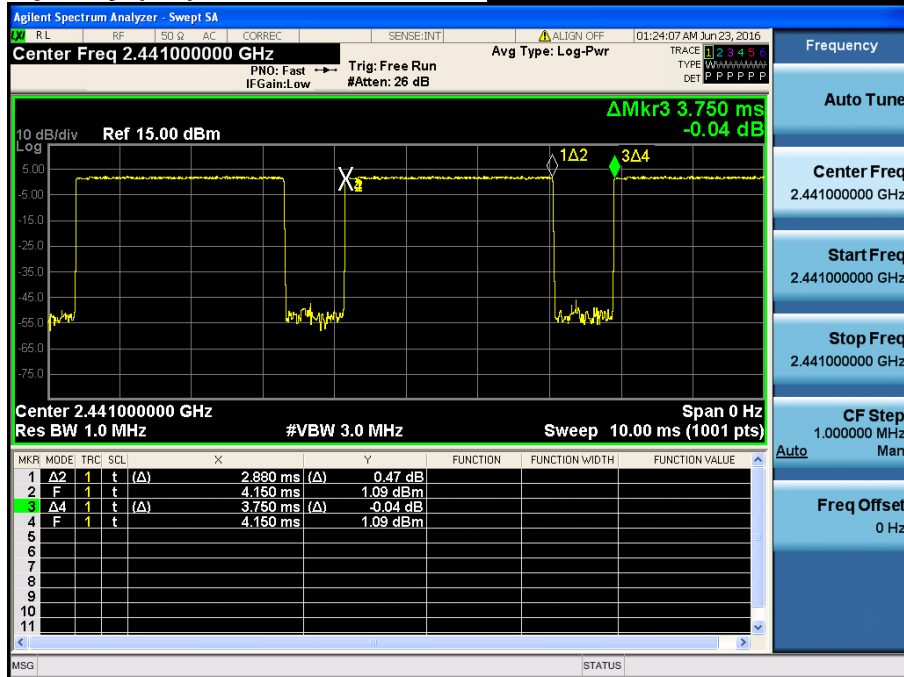 Agilent Spectrum Analyzer - Swept SA
LXI RL RF 50 Ω AC CORREC SENSE:INT ALIGN OFF 01:24:07 AM Jun 23, 2016
Center Freq 2.441000000 GHz
PNO: Fast
IFGain:Low
Trig: Free Run
#Atten: 26 dB
Avg Type: Log-Pwr
TRACE 1 2 3 4 5 6
TYPE WWWWWW
DET P P P P P P
Frequency
Auto Tune
Center Freq
2.441000000 GHz
Start Freq
2.441000000 GHz
Stop Freq
2.441000000 GHz
CF Step
1.000000 MHz
Auto Man
Freq Offset
0 Hz
ΔMkr3 3.750 ms
-0.04 dB
10 dB/div Ref 15.00 dBm
Log
5.00
-5.00
-15.0
-25.0
-35.0
-45.0
-55.0
-65.0
-75.0
1Δ2
3Δ4
Center 2.441000000 GHz Span 0 Hz
Res BW 1.0 MHz #VBW 3.0 MHz Sweep 10.00 ms (1001 pts)
MKR MODE TRC SCL X Y FUNCTION FUNCTION WIDTH FUNCTION VALUE
1 Δ2 1 t (Δ) 2.880 ms (Δ) 0.47 dB
2 F 1 t 4.150 ms 1.09 dBm
3 Δ4 1 t (Δ) 3.750 ms (Δ) -0.04 dB
4 F 1 t 4.150 ms 1.09 dBm
5
6
7
8
9
10
11
MSG STATUS